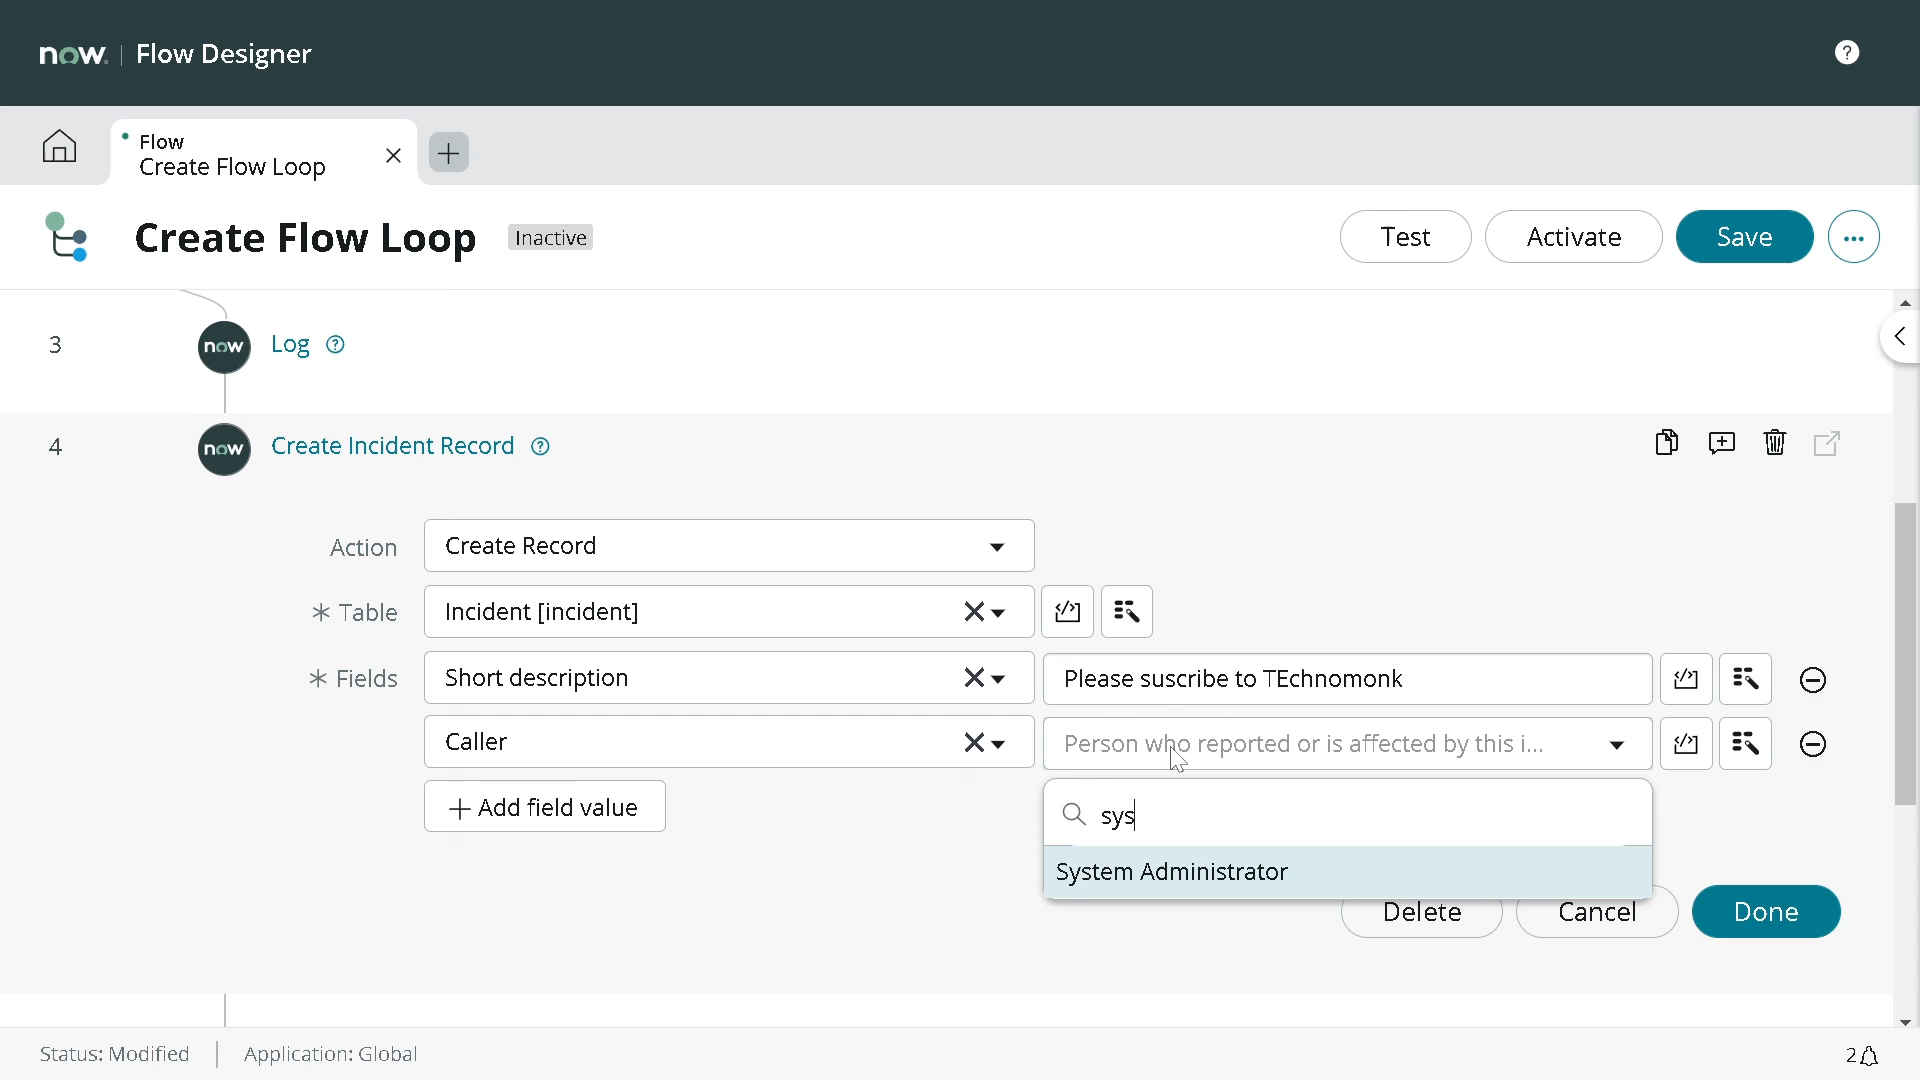 now. | Flow Designer
?
Flow
Create Flow Loop
Create Flow Loop
Inactive
Test
Activate
Save
...
3
now
Log
?
4
now
Create Incident Record
?
Action
Create Record
* Table
Incident [incident]
* Fields
Short description
Please suscribe to TEchnomonk
Caller
Person who reported or is affected by this i...
+ Add field value
sys
System Administrator
Delete
Cancel
Done
Status: Modified
Application: Global
2